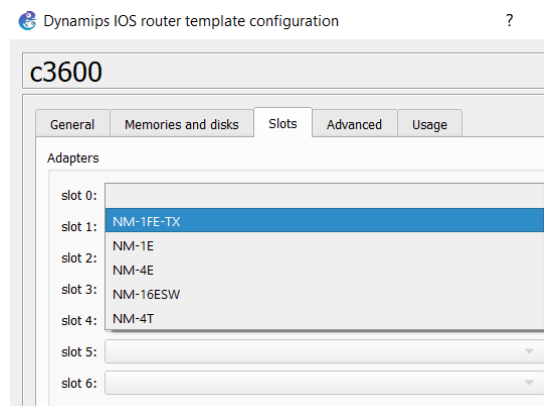 Dynamips IOS router template configuration ?
c3600
General Memories and disks Slots Advanced Usage
Adapters
slot 0:
slot 1: NM-1FE-TX
NM-1E
slot 2: NM-4E
slot 3: NM-16ESW
slot 4: NM-4T
slot 5:
slot 6: